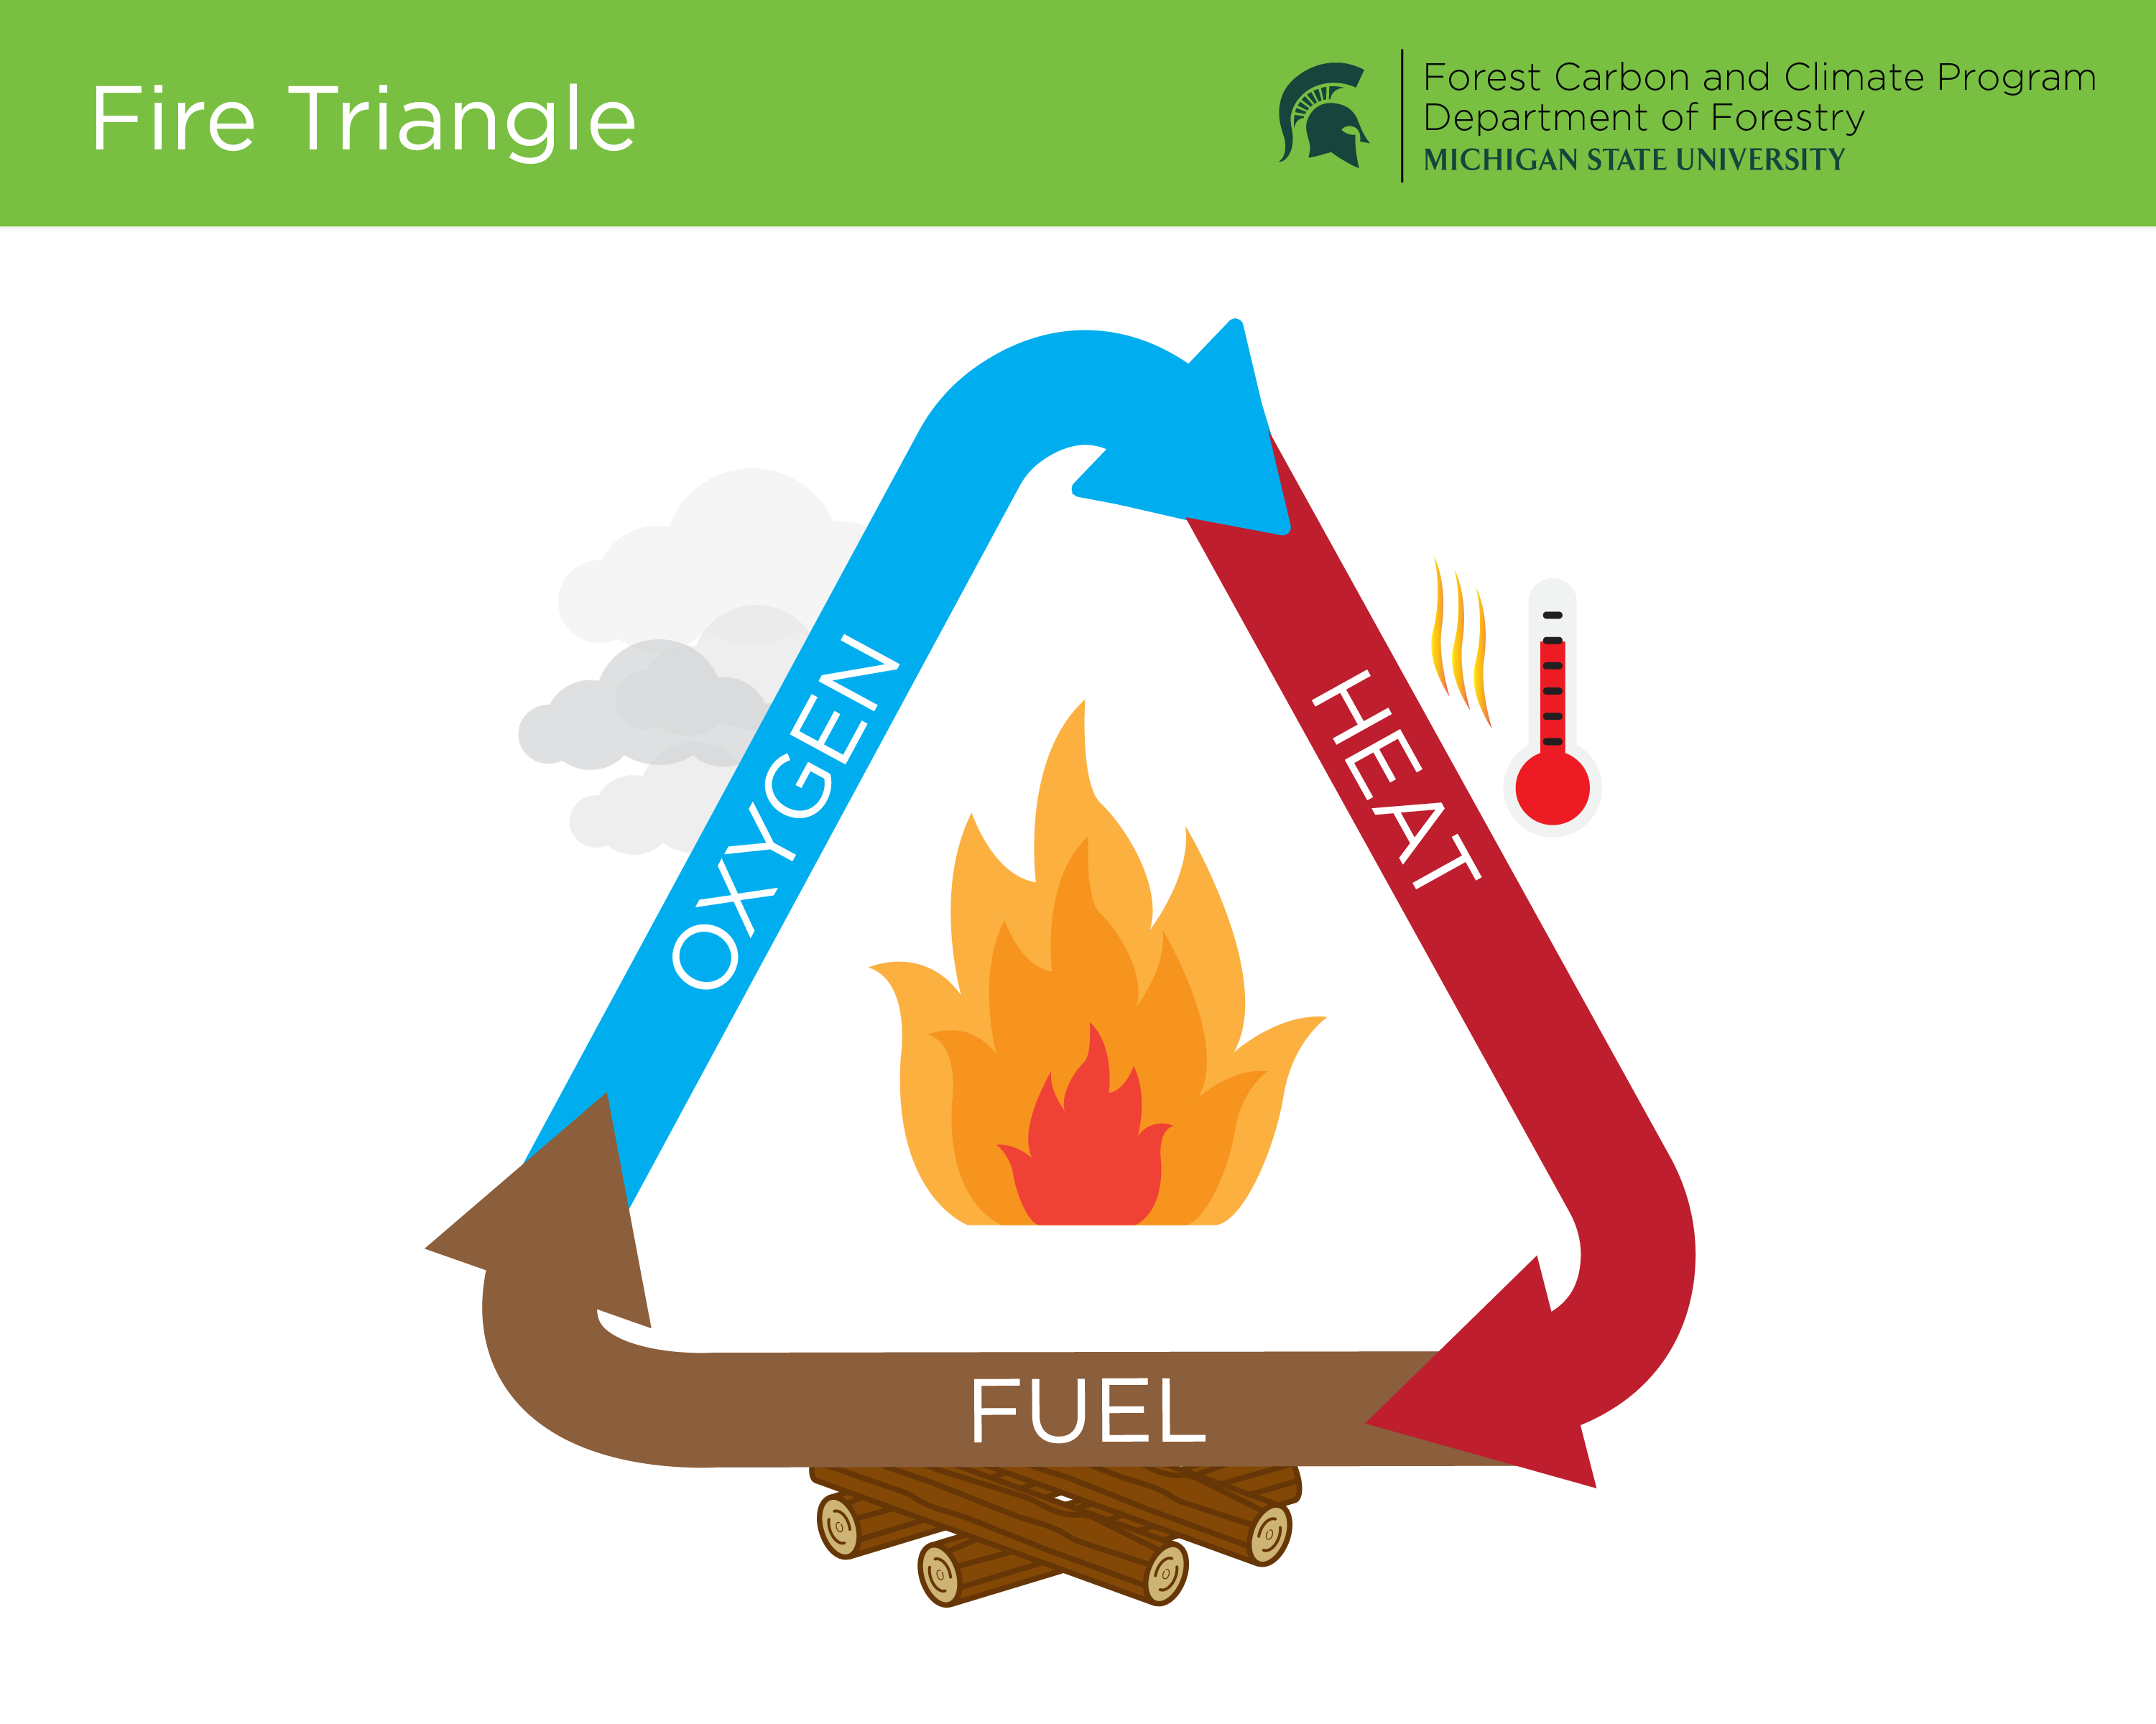 Fire Triangle
Forest Carbon and Climate Program
Department of Forestry
MICHIGAN STATE UNIVERSITY
OXYGEN
HEAT
FUEL